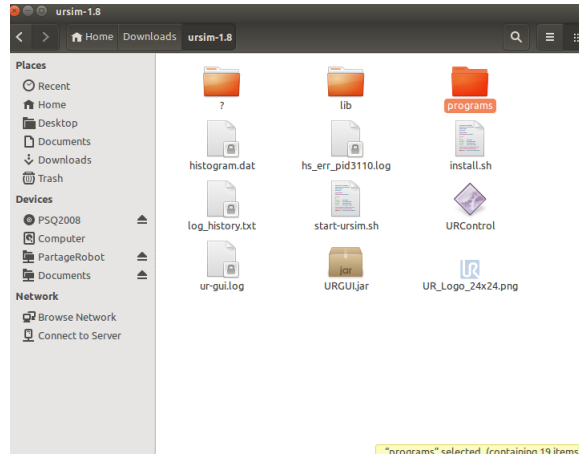 ursim-1.8
Home Downloads ursim-1.8
Places
Recent
Home
Desktop
Documents
Downloads
Trash
Devices
PSQ2008
Computer
PartageRobot
Documents
Network
Browse Network
Connect to Server
? lib programs
histogram.dat hs_err_pid3110.log install.sh
log_history.txt start-ursim.sh URControl
jar
UR
ur-gui.log URGUI.jar UR_Logo_24x24.png
"programs" selected (containing 19 items